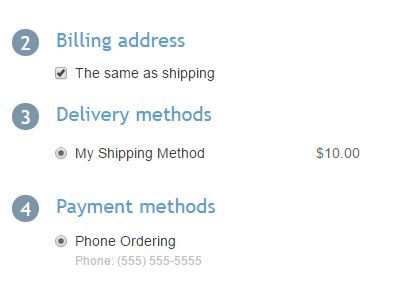 2 Billing address
The same as shipping
3 Delivery methods
My Shipping Method $10.00
4 Payment methods
Phone Ordering
Phone: (555) 555-5555